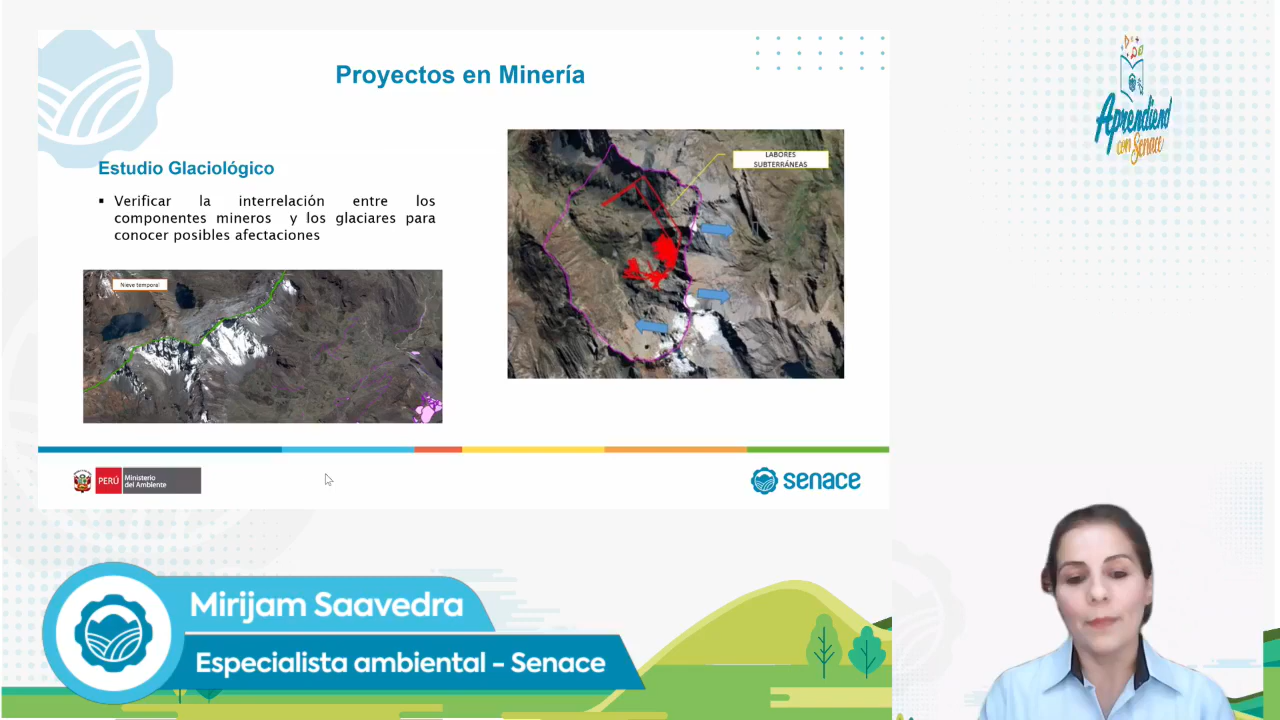 Proyectos en Minería
Estudio Glaciológico
▪ Verificar la interrelación entre los
componentes mineros y los glaciares para
conocer posibles afectaciones
Nieve temporal
LABORES
SUBTERRÁNEAS
PERÚ
Ministerio
del Ambiente
senace
Aprendiend
con Senace
Mirijam Saavedra
Especialista ambiental - Senace